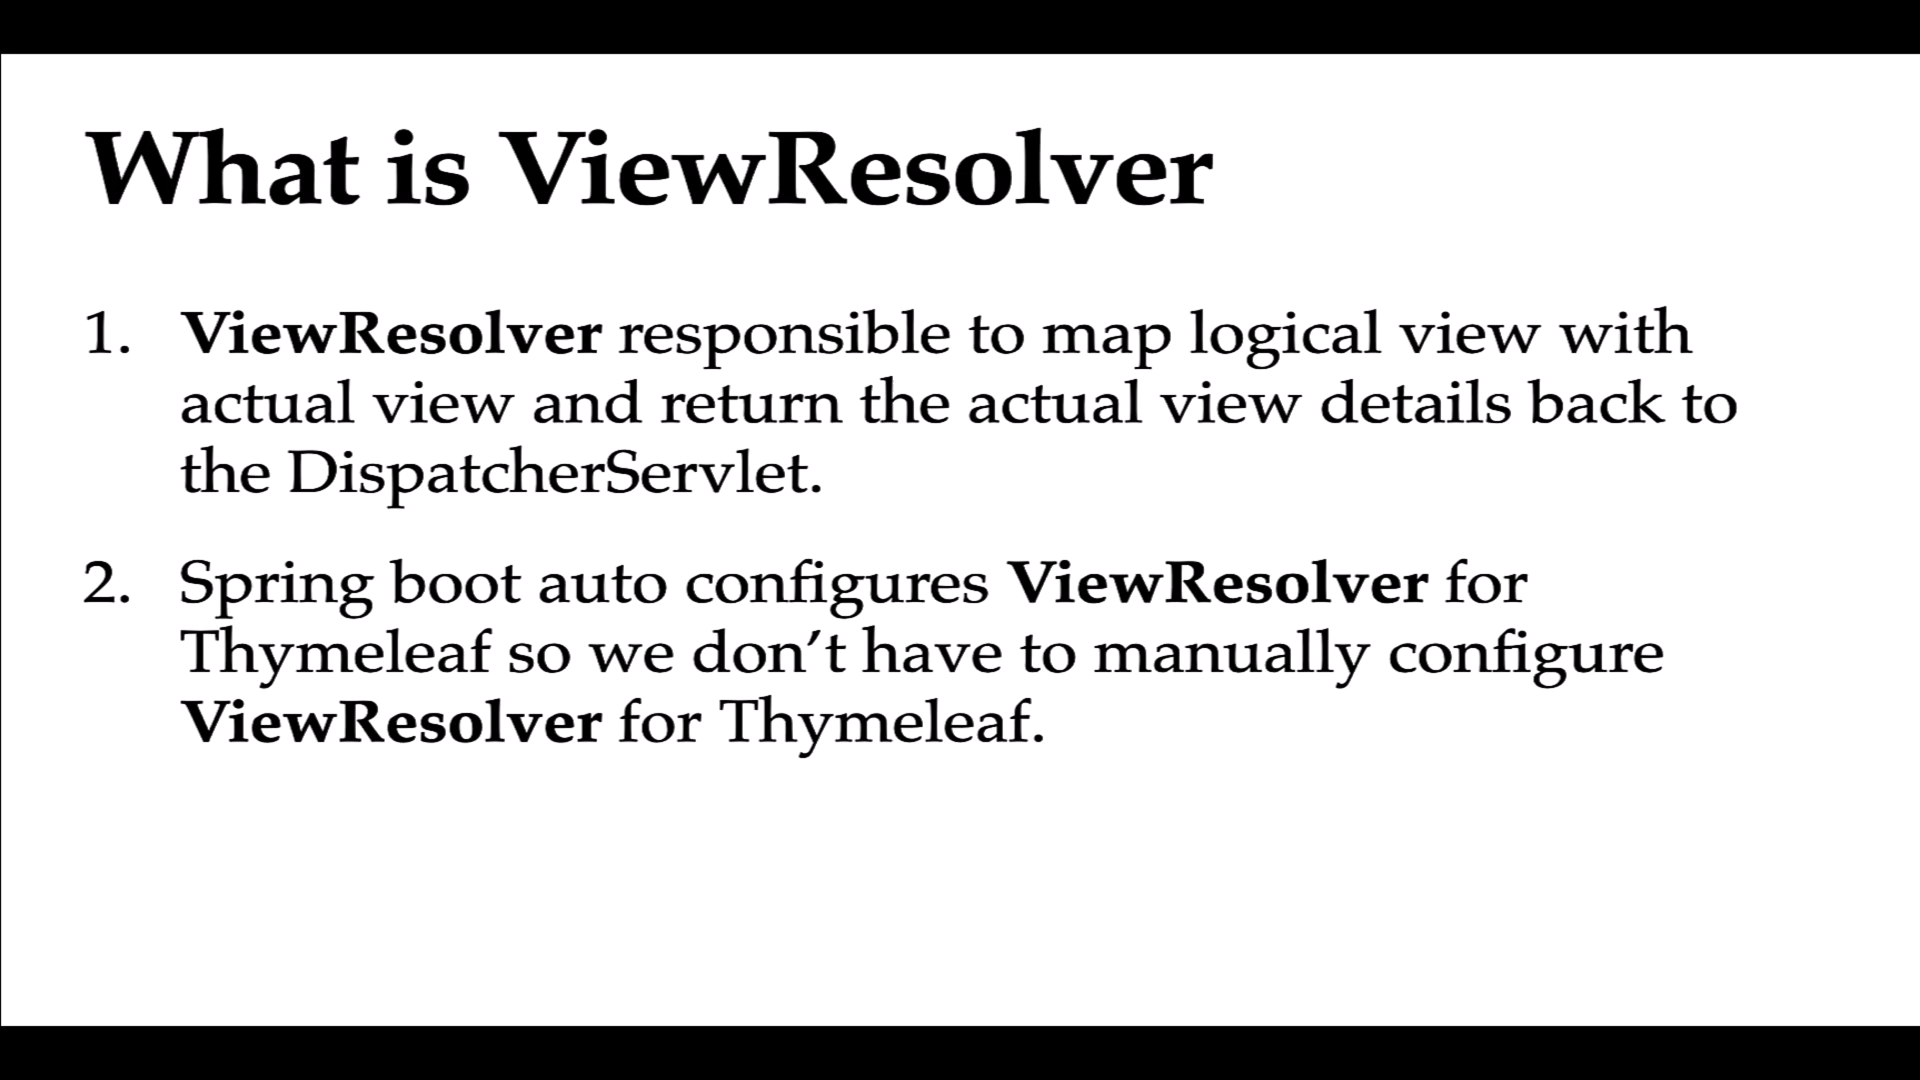 What is ViewResolver
1. ViewResolver responsible to map logical view with
actual view and return the actual view details back to
the DispatcherServlet.
2. Spring boot auto configures ViewResolver for
Thymeleaf so we don’t have to manually configure
ViewResolver for Thymeleaf.